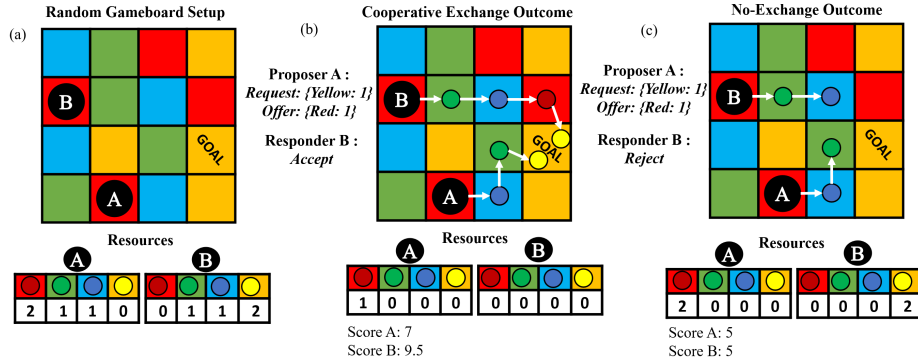 Random Gameboard Setup
(a)
B
GOAL
A
Resources
A
B
2 1 1 0
0 1 1 2
Cooperative Exchange Outcome
(b)
Proposer A :
Request: {Yellow: 1}
Offer: {Red: 1}
Responder B :
Accept
B
GOAL
A
Resources
A
B
1 0 0 0
0 0 0 0
Score A: 7
Score B: 9.5
No-Exchange Outcome
(c)
Proposer A :
Request: {Yellow: 1}
Offer: {Red: 1}
Responder B :
Reject
B
GOAL
A
Resources
A
B
2 0 0 0
0 0 0 2
Score A: 5
Score B: 5